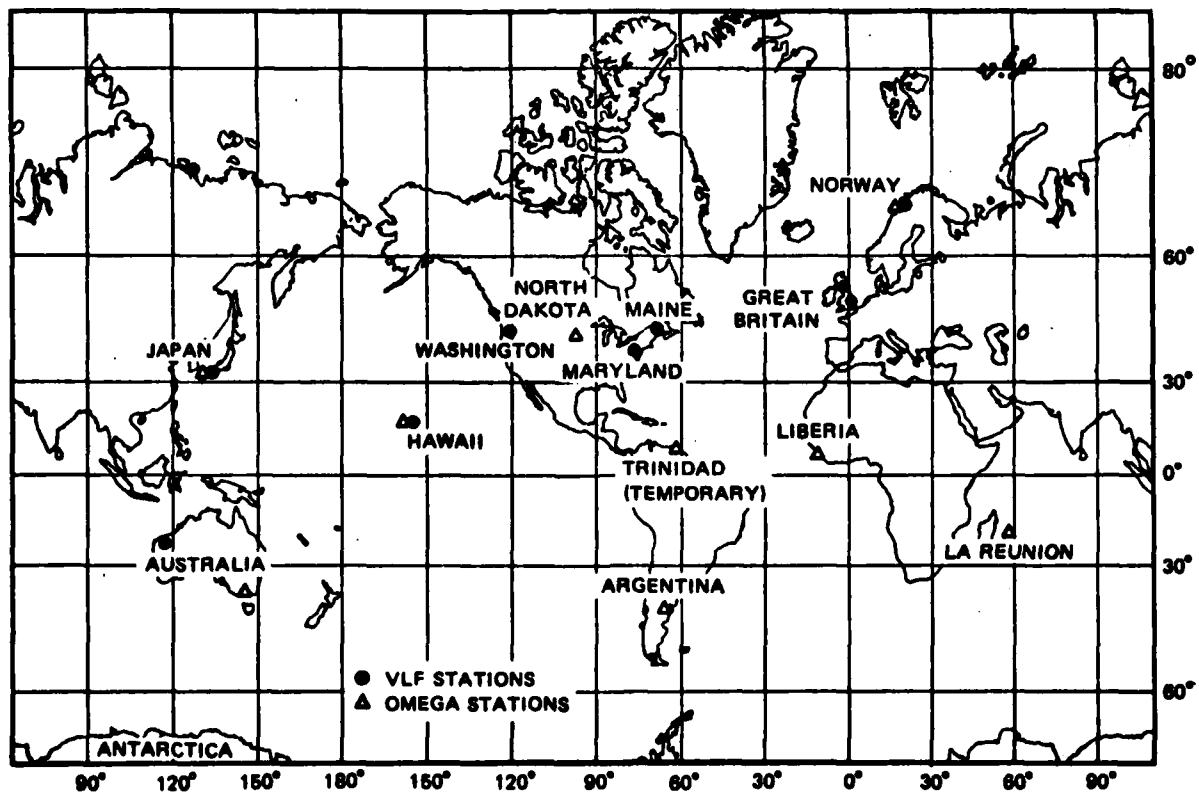 80°
NORWAY
60°
NORTH
DAKOTA
MAINE
GREAT
BRITAIN
JAPAN
WASHINGTON
MARYLAND
30°
HAWAII
LIBERIA
TRINIDAD
(TEMPORARY)
0°
AUSTRALIA
LA REUNION
30°
ARGENTINA
VLF STATIONS
OMEGA STATIONS
60°
ANTARCTICA
90° 120° 150° 180° 150° 120° 90° 60° 30° 0° 30° 60° 90°